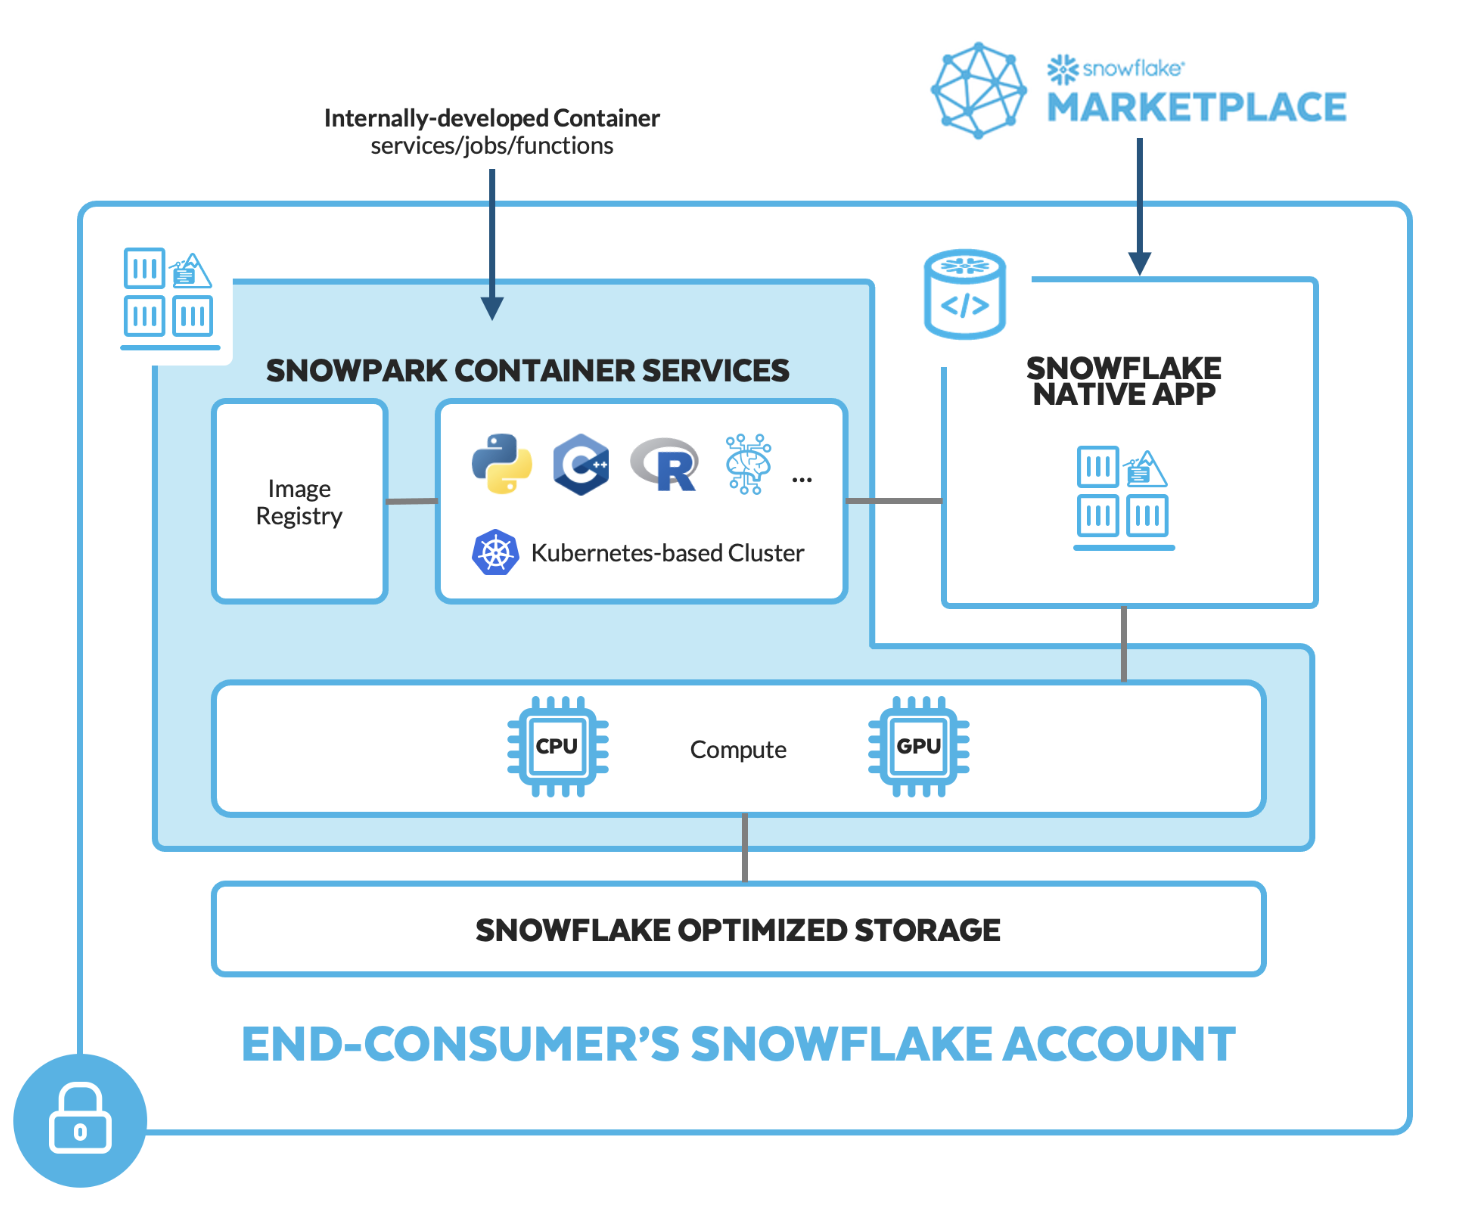 snowflake®
MARKETPLACE
Internally-developed Container
services/jobs/functions
SNOWPARK CONTAINER SERVICES
SNOWFLAKE
NATIVE APP
</>
Image
Registry
C++
R
...
Kubernetes-based Cluster
CPU
Compute
GPU
SNOWFLAKE OPTIMIZED STORAGE
END-CONSUMER’S SNOWFLAKE ACCOUNT